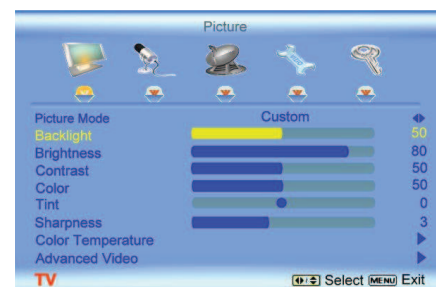 Picture
Picture Mode Custom
Backlight 50
Brightness 80
Contrast 50
Color 50
Tint 0
Sharpness 3
Color Temperature
Advanced Video
TV Select MENU Exit